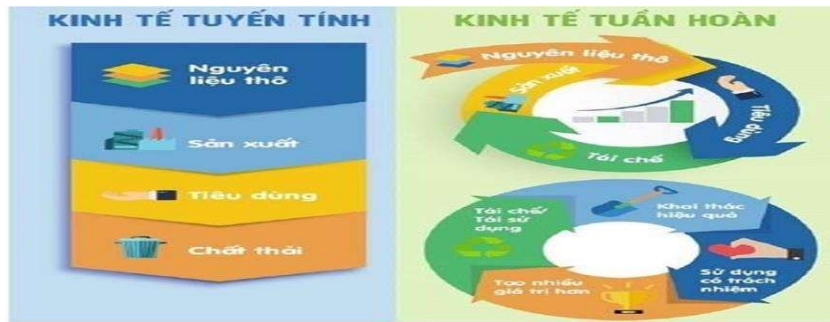 KINH TẾ TUYẾN TÍNH
Nguyên
liệu thô
Sản xuất
Tiêu dùng
Chất thải
KINH TẾ TUẦN HOÀN
Nguyên liệu thô
Sản xuất
Tiêu dùng
Tái chế
Tái chế/
Tái sử
dụng
Khai thác
hiệu quả
Sử dụng
có trách
nhiệm
Tạo nhiều
giá trị hơn